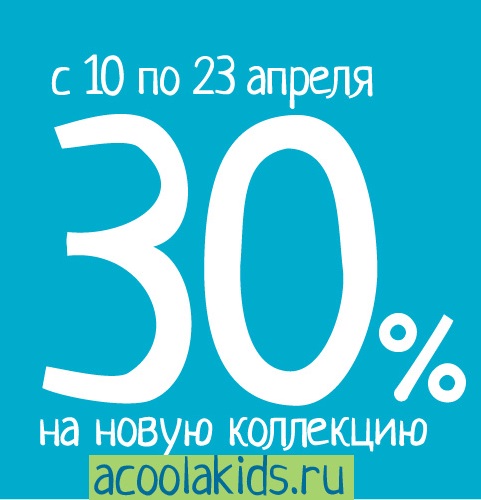 с 10 по 23 апреля
30%
на новую коллекцию
acoolakids.ru